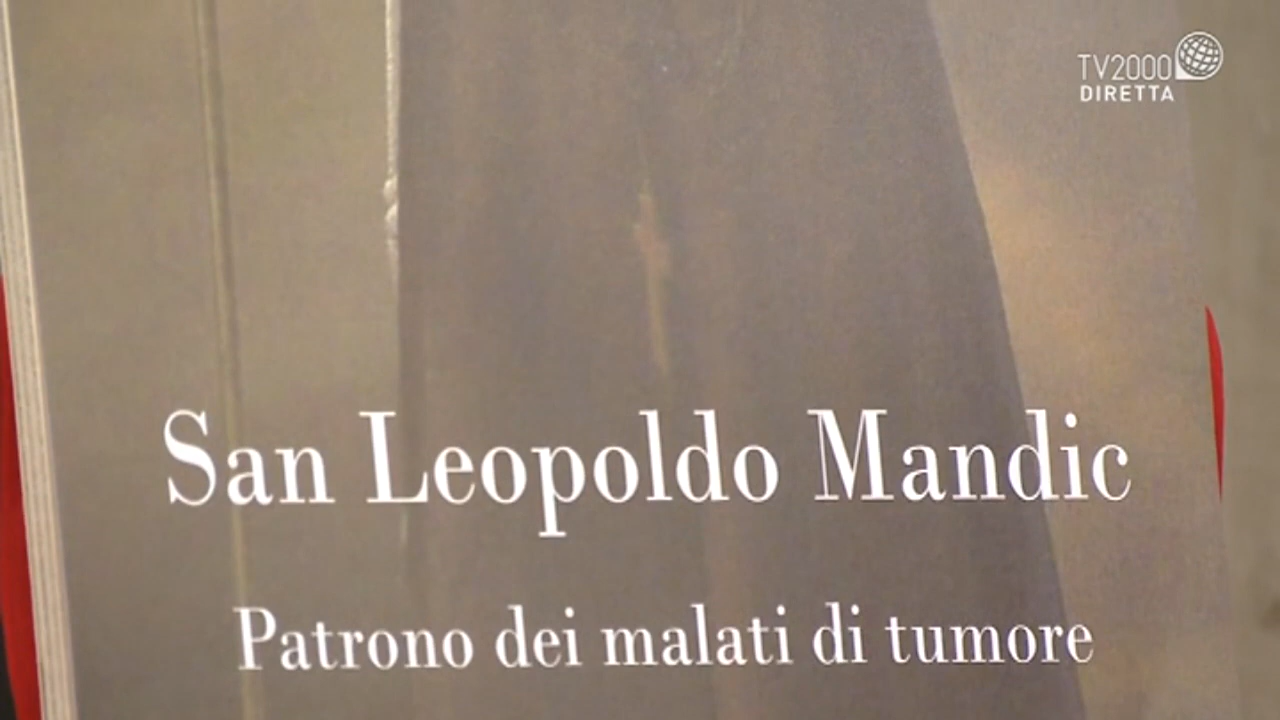 TV2000
DIRETTA
San Leopoldo Mandic
Patrono dei malati di tumore